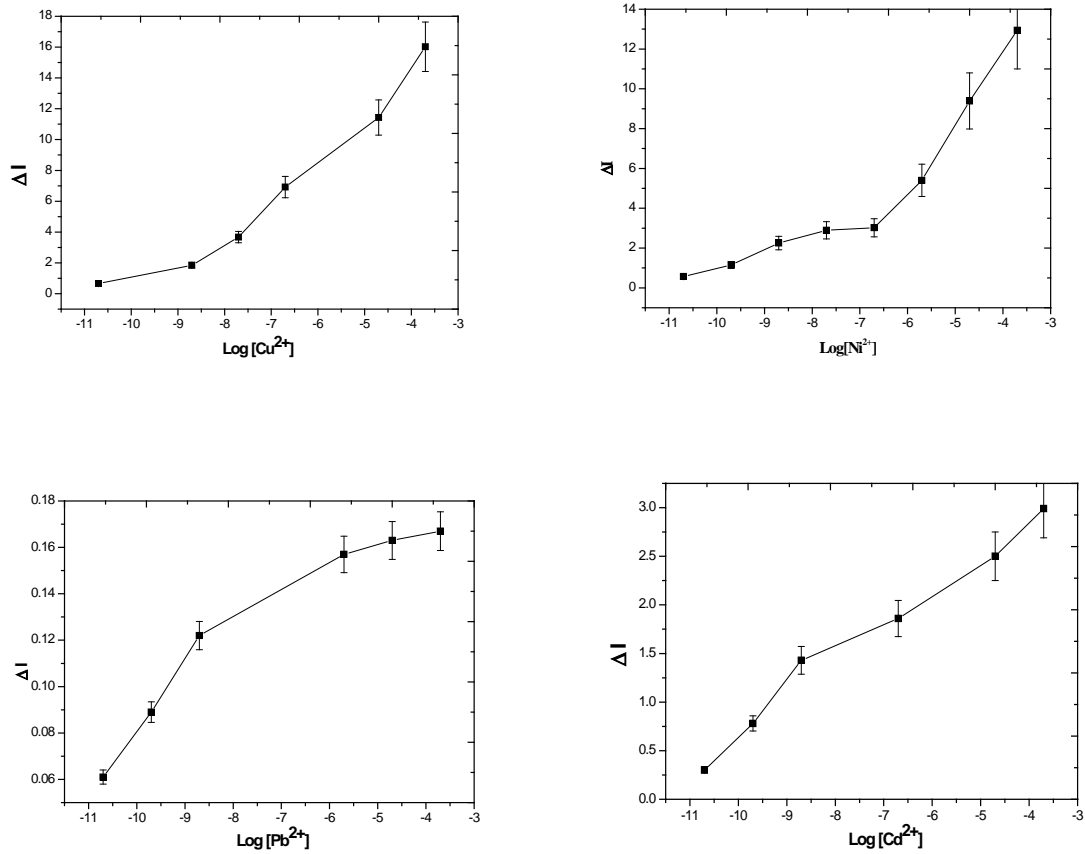 18
16
14
12
10
8
6
4
2
0
Δ I
-11 -10 -9 -8 -7 -6 -5 -4 -3
Log [Cu²⁺]
14
12
10
8
6
4
2
0
ΔI
-11 -10 -9 -8 -7 -6 -5 -4 -3
Log[Ni²⁺]
0.18
0.16
0.14
0.12
0.10
0.08
0.06
Δ I
-11 -10 -9 -8 -7 -6 -5 -4 -3
Log [Pb²⁺]
3.0
2.5
2.0
1.5
1.0
0.5
0.0
Δ I
-11 -10 -9 -8 -7 -6 -5 -4 -3
Log [Cd²⁺]